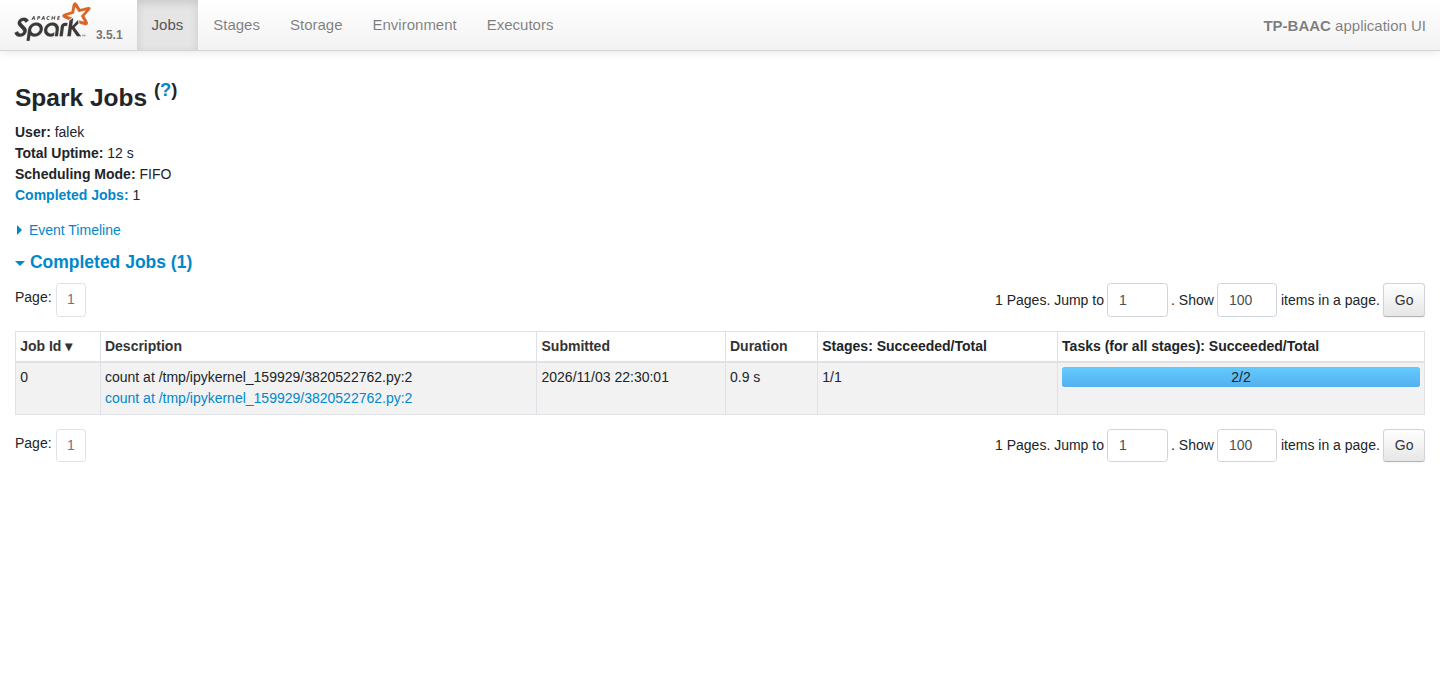 APACHE Spark 3.5.1 Jobs Stages Storage Environment Executors TP-BAAC application UI
Spark Jobs (?)
User: falek
Total Uptime: 12 s
Scheduling Mode: FIFO
Completed Jobs: 1
Event Timeline
Completed Jobs (1)
Page: 1 1 Pages. Jump to 1 . Show 100 items in a page. Go
Job Id ▾ Description Submitted Duration Stages: Succeeded/Total Tasks (for all stages): Succeeded/Total
0 count at /tmp/ipykernel_159929/3820522762.py:2 2026/11/03 22:30:01 0.9 s 1/1 2/2
count at /tmp/ipykernel_159929/3820522762.py:2
Page: 1 1 Pages. Jump to 1 . Show 100 items in a page. Go